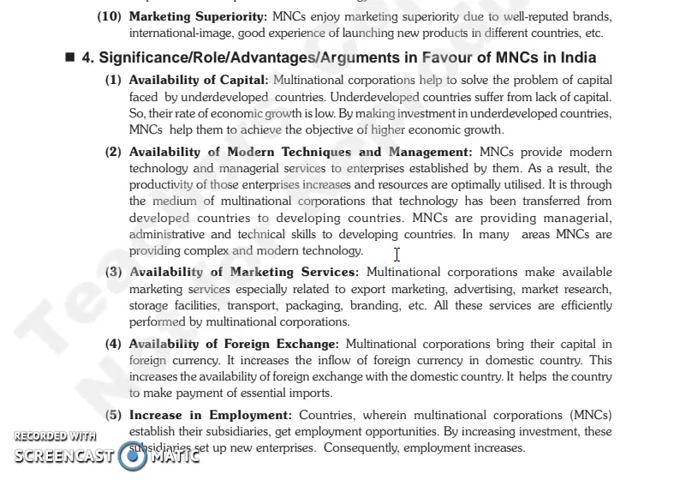 (10) Marketing Superiority: MNCs enjoy marketing superiority due to well-reputed brands,
international-image, good experience of launching new products in different countries, etc.
4. Significance/Role/Advantages/Arguments in Favour of MNCs in India
(1) Availability of Capital: Multinational corporations help to solve the problem of capital
faced by underdeveloped countries. Underdeveloped countries suffer from lack of capital.
So, their rate of economic growth is low. By making investment in underdeveloped countries,
MNCs help them to achieve the objective of higher economic growth.
(2) Availability of Modern Techniques and Management: MNCs provide modern
technology and managerial services to enterprises established by them. As a result, the
productivity of those enterprises increases and resources are optimally utilised. It is through
the medium of multinational corporations that technology has been transferred from
developed countries to developing countries. MNCs are providing managerial,
administrative and technical skills to developing countries. In many areas MNCs are
providing complex and modern technology.
(3) Availability of Marketing Services: Multinational corporations make available
marketing services especially related to export marketing, advertising, market research,
storage facilities, transport, packaging, branding, etc. All these services are efficiently
performed by multinational corporations.
(4) Availability of Foreign Exchange: Multinational corporations bring their capital in
foreign currency. It increases the inflow of foreign currency in domestic country. This
increases the availability of foreign exchange with the domestic country. It helps the country
to make payment of essential imports.
(5) Increase in Employment: Countries, wherein multinational corporations (MNCs)
establish their subsidiaries, get employment opportunities. By increasing investment, these
subsidiaries set up new enterprises. Consequently, employment increases.
RECORDED WITH
SCREENCAST MATIC